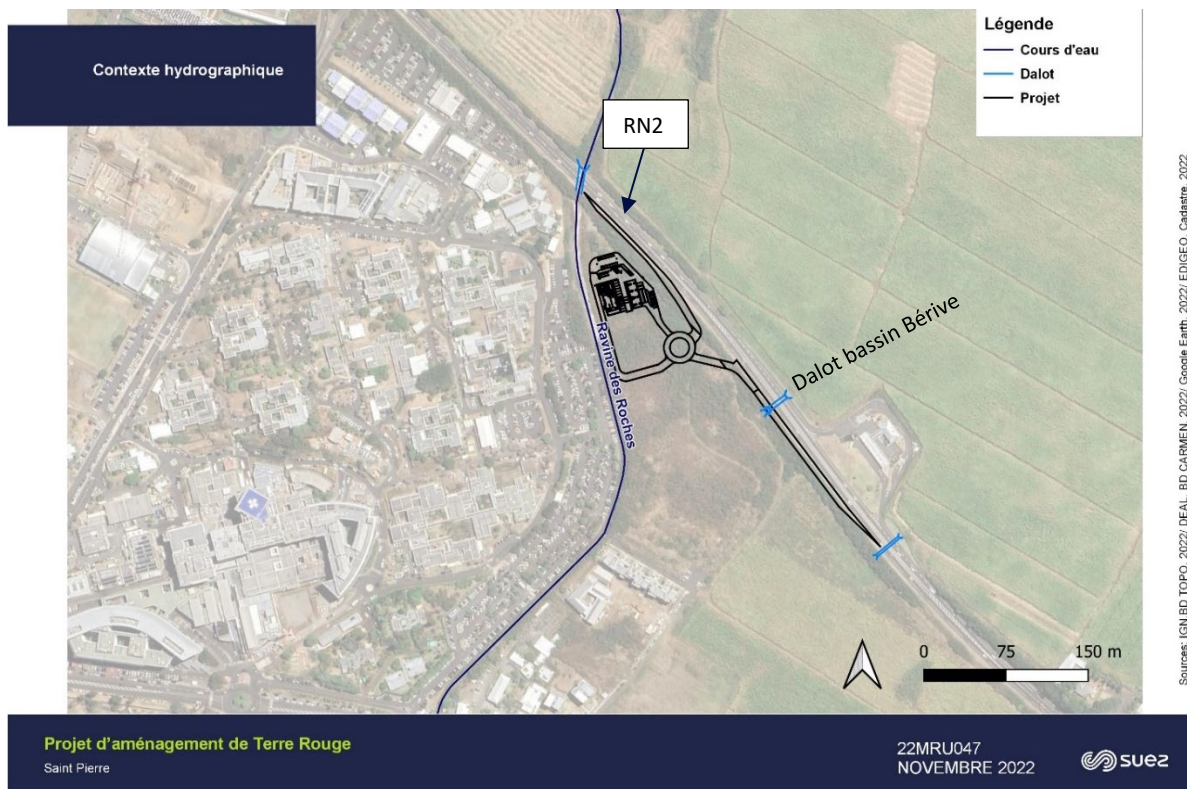 Contexte hydrographique
Légende
Cours d'eau
Dalot
Projet
RN2
Dalot bassin Bérive
Ravine des Roches
0 75 150 m
Sources: IGN BD TOPO, 2022/ DEAL, BD CARMEN, 2022/ Google Earth, 2022/ EDIGEO, Cadastre, 2022
Projet d'aménagement de Terre Rouge
Saint Pierre
22MRU047
NOVEMBRE 2022
suez